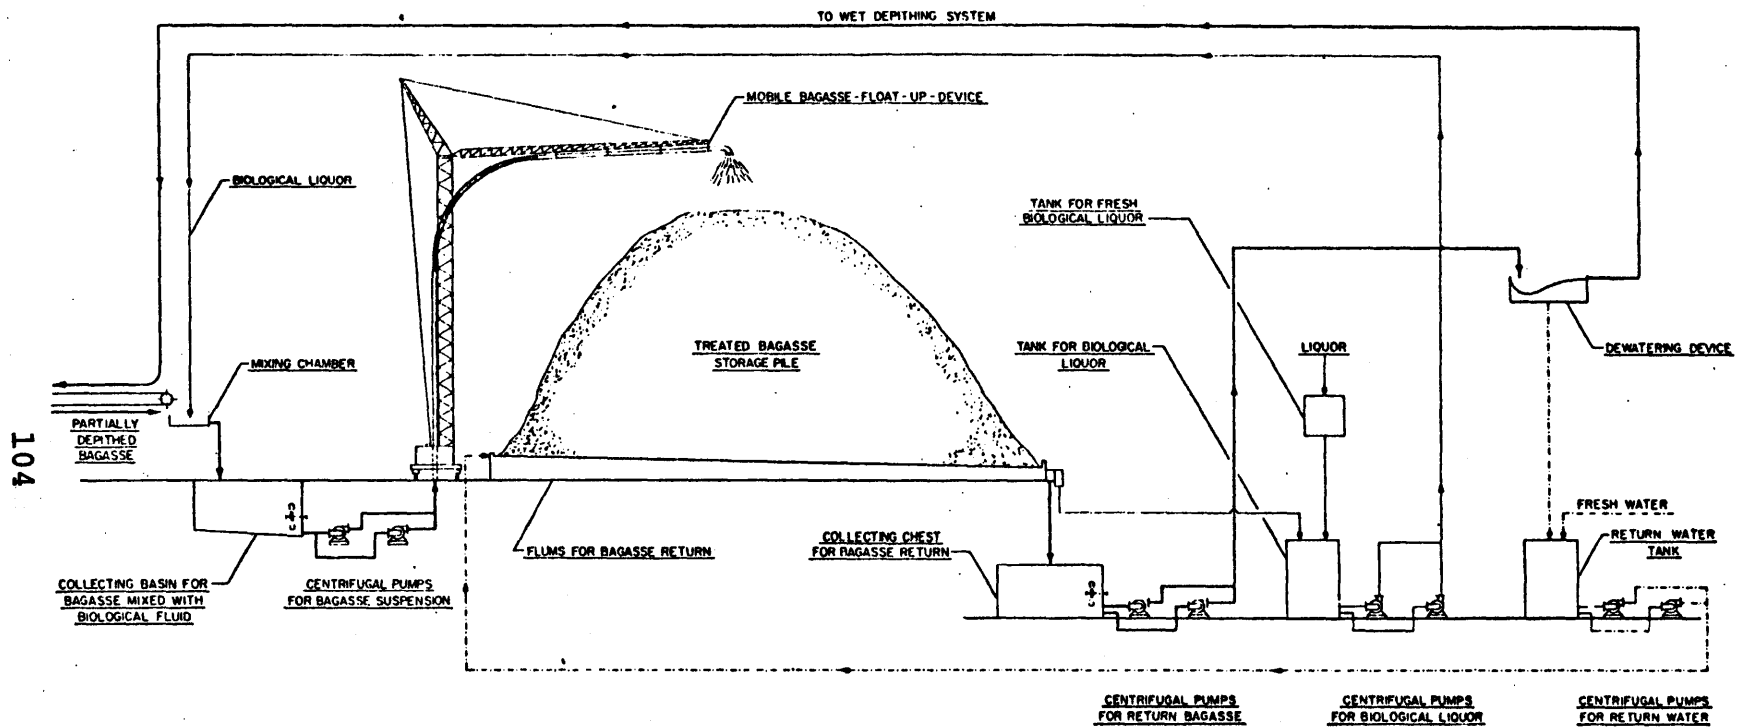 TO WET DEPITHING SYSTEM
MOBILE BAGASSE-FLOAT-UP-DEVICE
BIOLOGICAL LIQUOR
TANK FOR FRESH
BIOLOGICAL LIQUOR
MIXING CHAMBER
TREATED BAGASSE
STORAGE PILE
TANK FOR BIOLOGICAL
LIQUOR
LIQUOR
DEWATERING DEVICE
PARTIALLY
DEPITHED
BAGASSE
104
FLUMS FOR BAGASSE RETURN
COLLECTING CHEST
FOR BAGASSE RETURN
FRESH WATER
RETURN WATER
TANK
COLLECTING BASIN FOR
BAGASSE MIXED WITH
BIOLOGICAL FLUID
CENTRIFUGAL PUMPS
FOR BAGASSE SUSPENSION
CENTRIFUGAL PUMPS
FOR RETURN BAGASSE
CENTRIFUGAL PUMPS
FOR BIOLOGICAL LIQUOR
CENTRIFUGAL PUMPS
FOR RETURN WATER